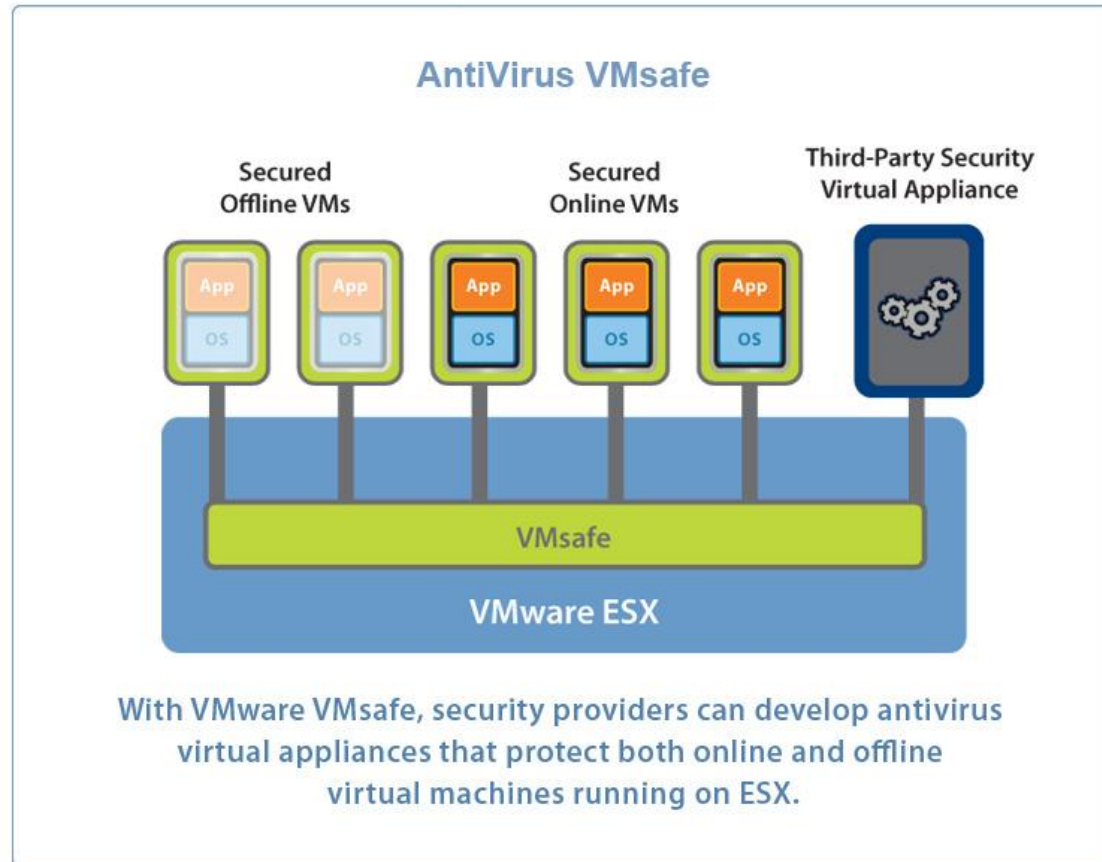 AntiVirus VMsafe
Secured
Offline VMs
Secured
Online VMs
Third-Party Security
Virtual Appliance
App
OS
App
OS
App
OS
App
OS
App
OS
VMsafe
VMware ESX
With VMware VMsafe, security providers can develop antivirus
virtual appliances that protect both online and offline
virtual machines running on ESX.